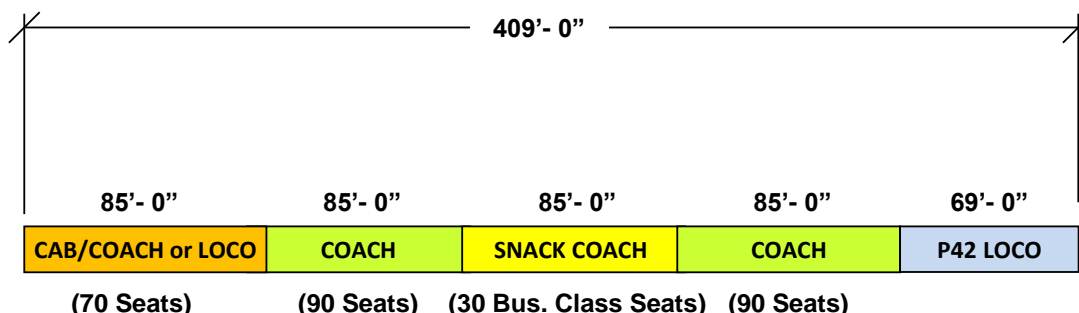 409’- 0”
85’- 0” 85’- 0” 85’- 0” 85’- 0” 69’- 0”
CAB/COACH or LOCO COACH SNACK COACH COACH P42 LOCO
(70 Seats) (90 Seats) (30 Bus. Class Seats) (90 Seats)